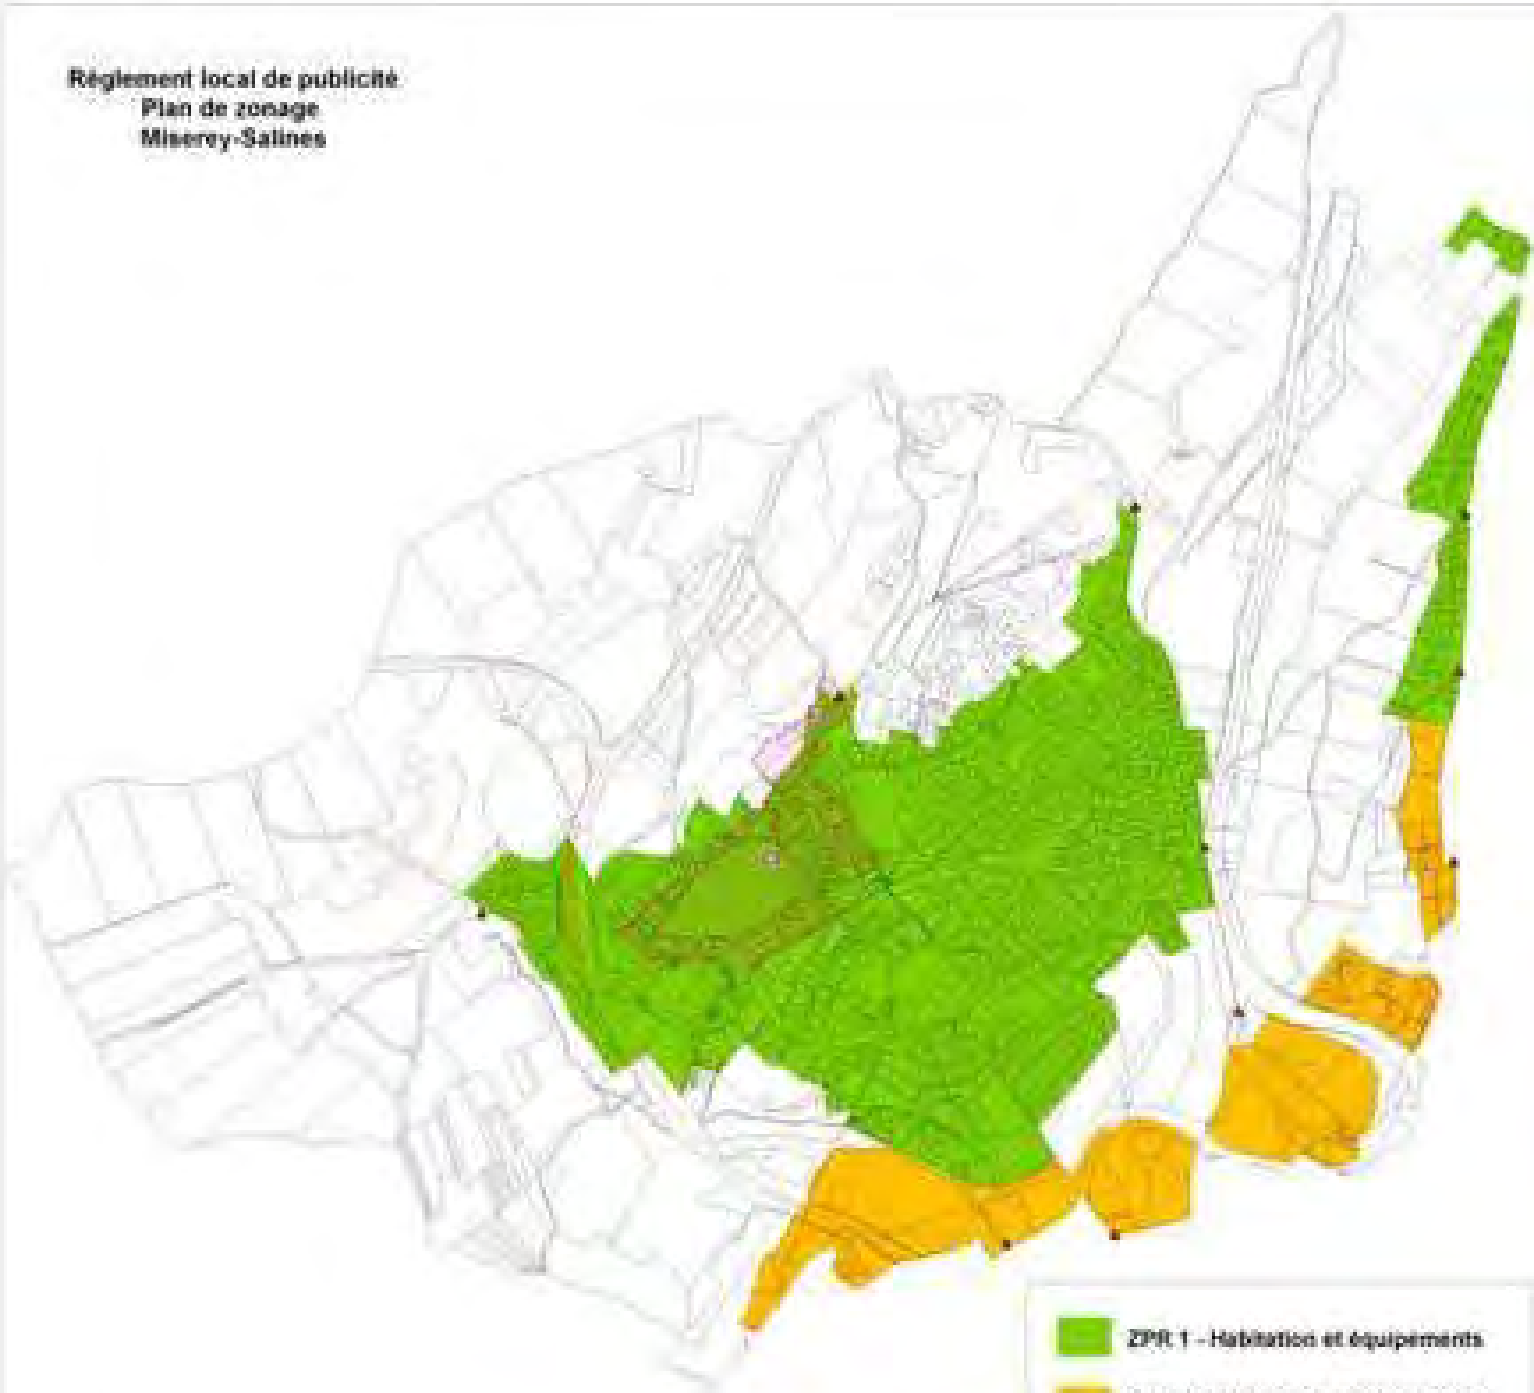 Règlement local de publicité
Plan de zonage
Miserey-Salines
ZPR 1 - Habitation et équipements